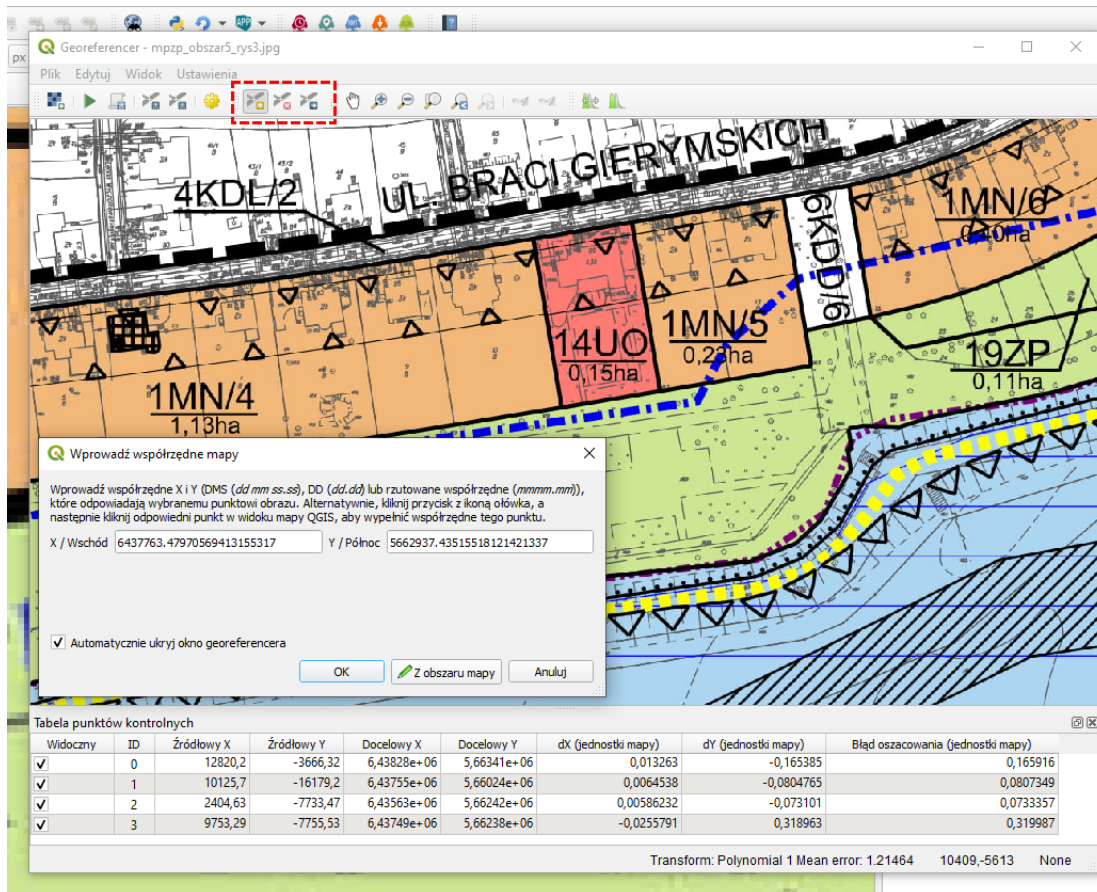 px
Georeferencer - mpzp_obszar5_rys3.jpg
Plik Edytuj Widok Ustawienia
4KDL/2
UL. BRACI GIERYMSKICH
6KDD/6
1MN/6
0,40ha
14UO
0,15ha
1MN/5
0,23ha
19ZP
0,11ha
1MN/4
1,13ha
Wprowadź współrzędne mapy
Wprowadź współrzędne X i Y (DMS (dd mm ss.ss), DD (dd.dd) lub rzutowane współrzędne (mmmm.mm)),
które odpowiadają wybranemu punktowi obrazu. Alternatywnie, kliknij przycisk z ikoną ołówka, a
następnie kliknij odpowiedni punkt w widoku mapy QGIS, aby wypełnić współrzędne tego punktu.
X / Wschód 6437763.47970569413155317 Y / Północ 5662937.43515518121421337
Automatycznie ukryj okno georeferencera
OK Z obszaru mapy Anuluj
Tabela punktów kontrolnych
Widoczny ID Źródłowy X Źródłowy Y Docelowy X Docelowy Y dX (jednostki mapy) dY (jednostki mapy) Błąd oszacowania (jednostki mapy)
0 12820,2 -3666,32 6,43828e+06 5,66341e+06 0,013263 -0,165385 0,165916
1 10125,7 -16179,2 6,43755e+06 5,66024e+06 0,0064538 -0,0804765 0,0807349
2 2404,63 -7733,47 6,43563e+06 5,66242e+06 0,00586232 -0,073101 0,0733357
3 9753,29 -7755,53 6,43749e+06 5,66238e+06 -0,0255791 0,318963 0,319987
Transform: Polynomial 1 Mean error: 1.21464 10409,-5613 None